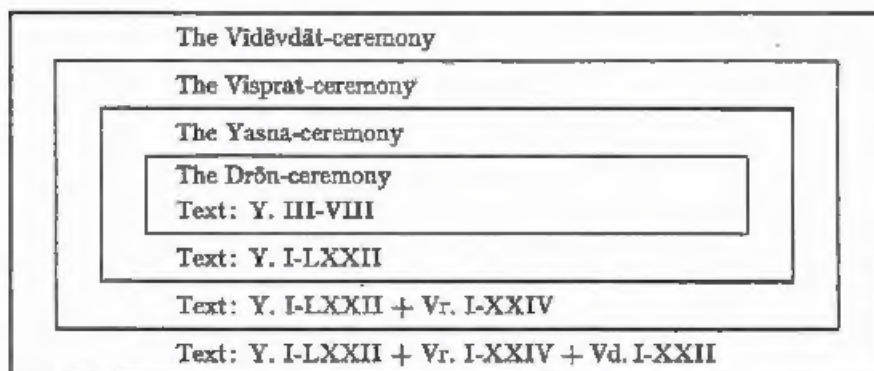 The Vīdēvdāt-ceremony
The Visprat-ceremony
The Yasna-ceremony
The Drōn-ceremony
Text: Y. III-VIII
Text: Y. I-LXXII
Text: Y. I-LXXII + Vr. I-XXIV
Text: Y. I-LXXII + Vr. I-XXIV + Vd. I-XXII